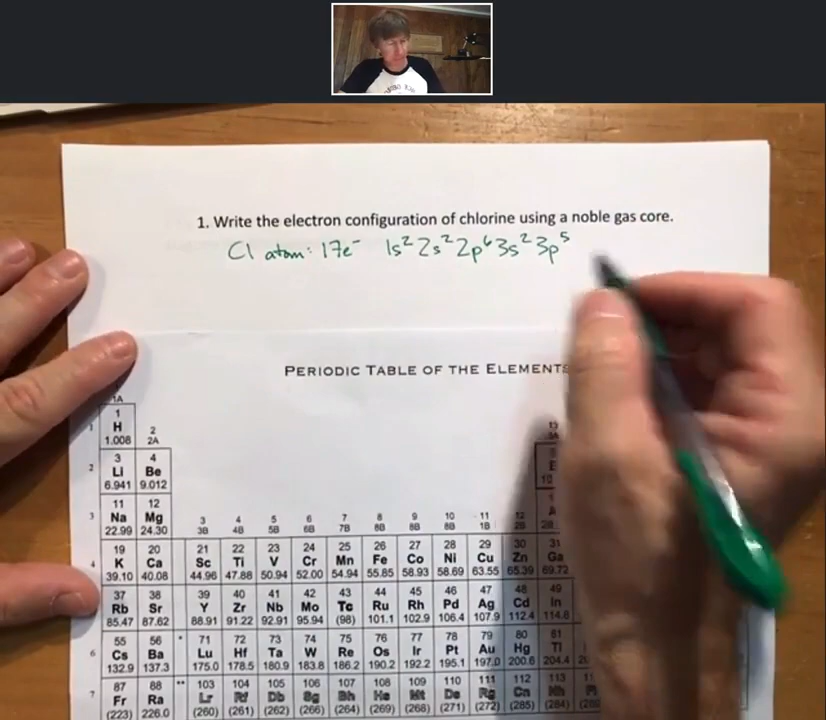 1. Write the electron configuration of chlorine using a noble gas core.
Cl atom: 17e⁻ 1s² 2s² 2p⁶ 3s² 3p⁵
PERIODIC TABLE OF THE ELEMENTS
1A
1 2
H 2A
1.008
2 3 4
Li Be
6.941 9.012
3 11 12 3 4 5 6 7 8 9 10 11 12
Na Mg 3B 4B 5B 6B 7B 8B 8B 8B 1B 2B
22.99 24.30
4 19 20 21 22 23 24 25 26 27 28 29 30 31
K Ca Sc Ti V Cr Mn Fe Co Ni Cu Zn Ga
39.10 40.08 44.96 47.88 50.94 52.00 54.94 55.85 58.93 58.69 63.55 65.39 69.72
37 38 39 40 41 42 43 44 45 46 47 48 49
Rb Sr Y Zr Nb Mo Tc Ru Rh Pd Ag Cd In
85.47 87.62 88.91 91.22 92.91 95.94 (98) 101.1 102.9 106.4 107.9 112.4 114.8
6 55 56 * 71 72 73 74 75 76 77 78 79 80 81
Cs Ba Lu Hf Ta W Re Os Ir Pt Au Hg Tl
132.9 137.3 175.0 178.5 180.9 183.8 186.2 190.2 192.2 195.1 197.0 200.6 204.4
7 87 88 ** 103 104 105 106 107 108 109 110 111 112 113
Fr Ra Lr Rf Db Sg Bh Hs Mt Ds Rg Cn Nh
(223) 226.0 (260) (261) (262) (266) (264) (269) (268) (271) (272) (285) (284)